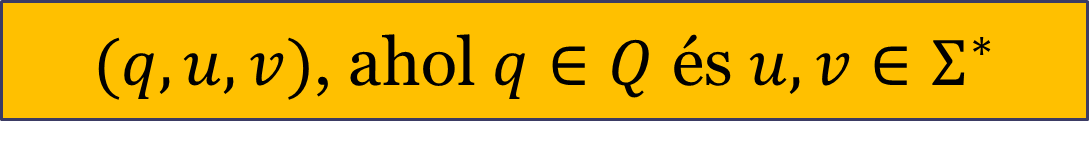 (q, u, v), ahol q ∈ Q és u, v ∈ Σ*